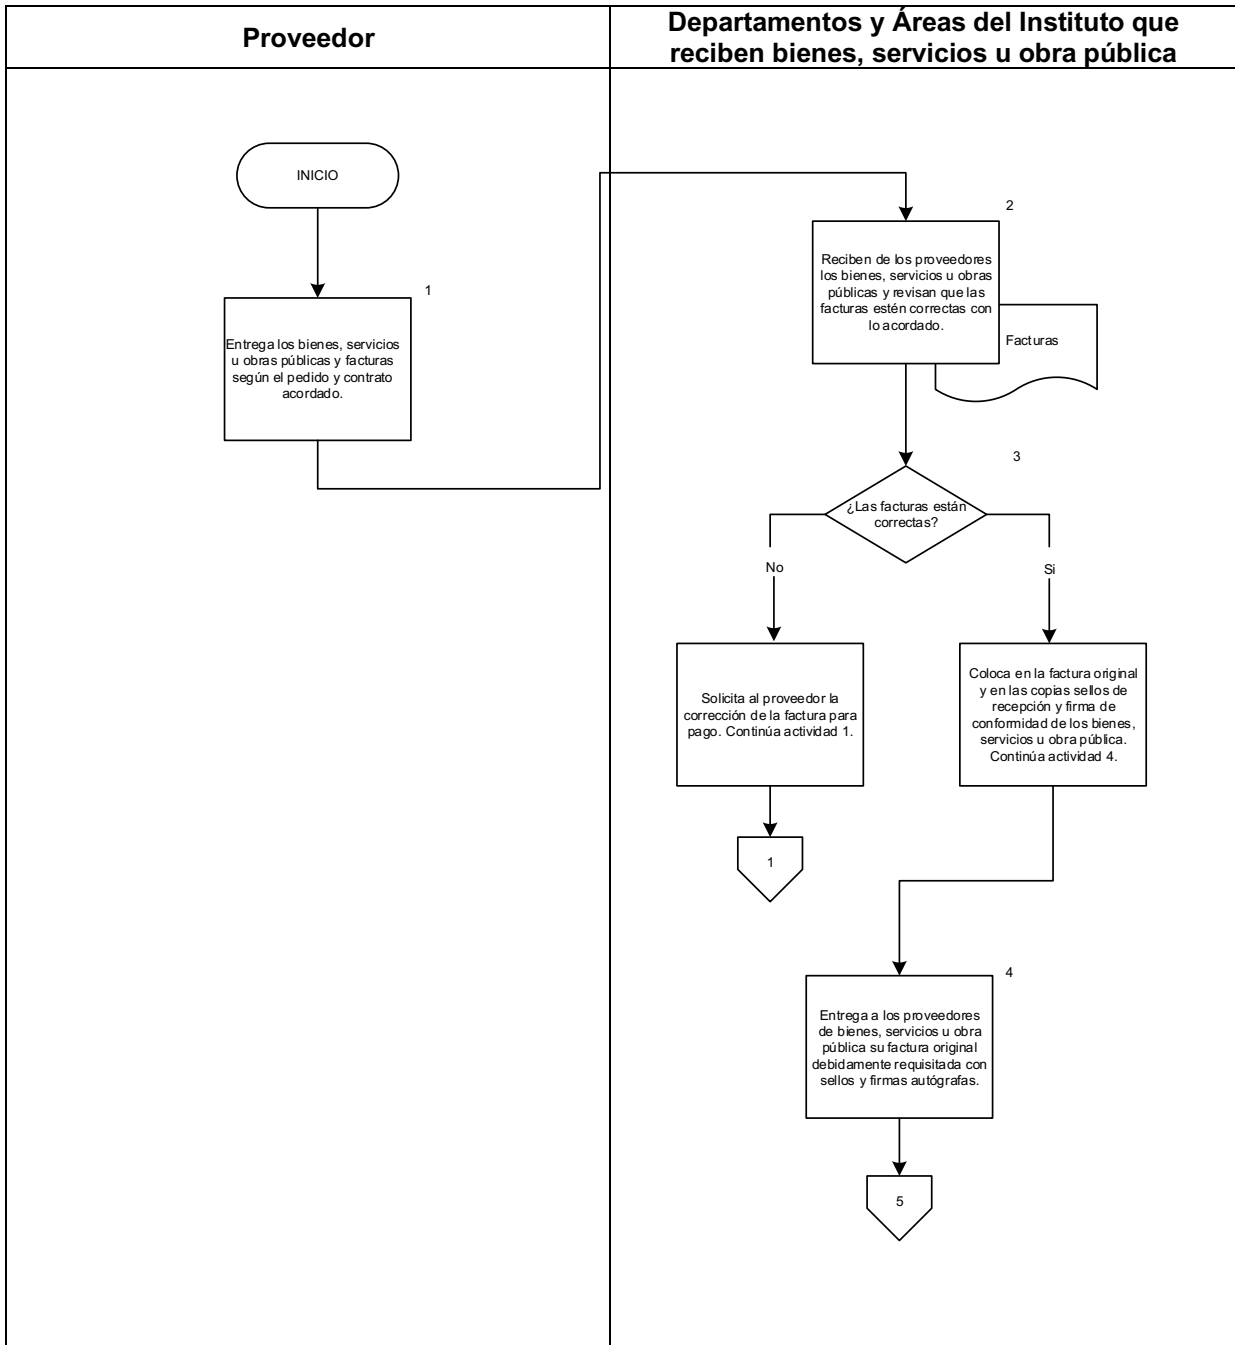 Proveedor
Departamentos y Áreas del Instituto que
reciben bienes, servicios u obra pública
INICIO
1
Entrega los bienes, servicios
u obras públicas y facturas
según el pedido y contrato
acordado.
2
Reciben de los proveedores
los bienes, servicios u obras
públicas y revisan que las
facturas estén correctas con
lo acordado.
Facturas
3
¿Las facturas están
correctas?
No
Si
Solicita al proveedor la
corrección de la factura para
pago. Continúa actividad 1.
Coloca en la factura original
y en las copias sellos de
recepción y firma de
conformidad de los bienes,
servicios u obra pública.
Continúa actividad 4.
1
4
Entrega a los proveedores
de bienes, servicios u obra
pública su factura original
debidamente requisitada con
sellos y firmas autógrafas.
5